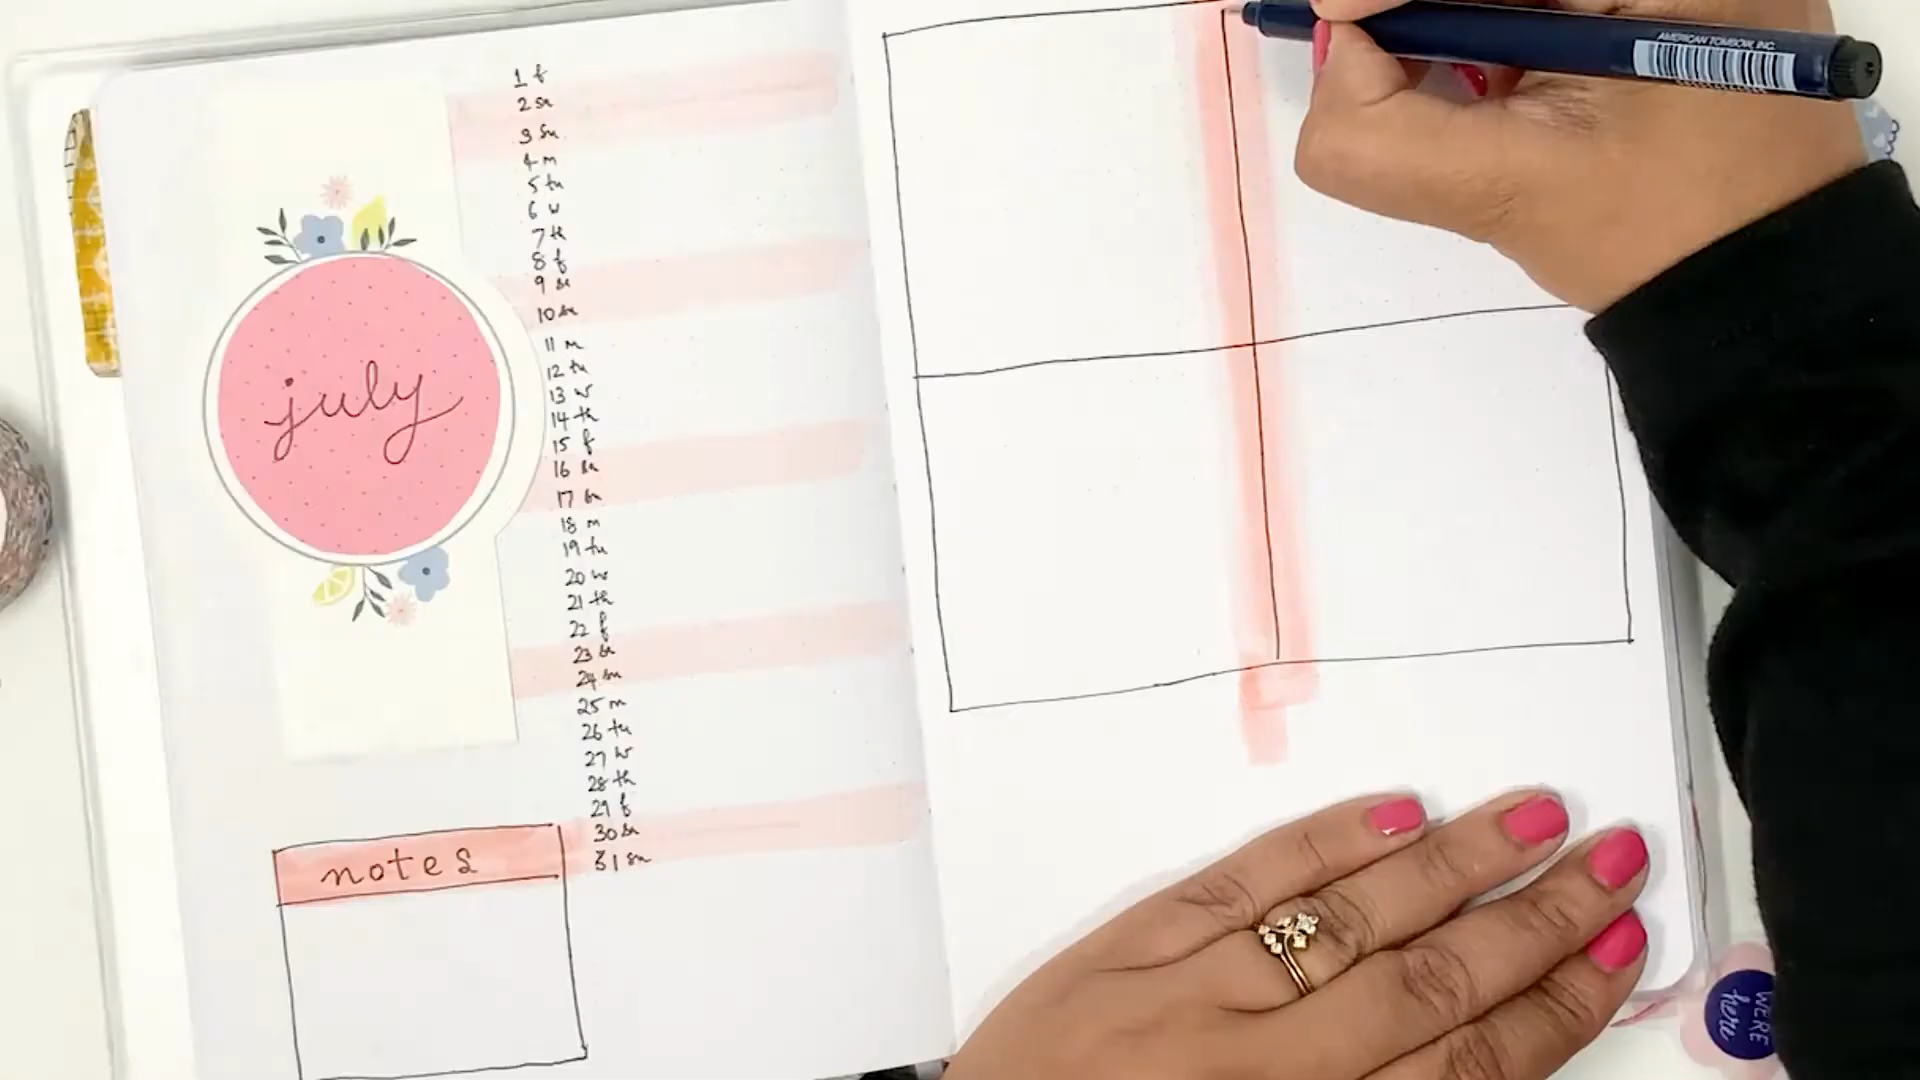 AMERICAN TOMBOW, INC.
1 f
2 sa
3 su
4 m
5 tu
6 w
7 th
8 f
9 sa
10 su
11 m
12 tu
13 w
14 th
15 f
16 sa
17 su
18 m
19 tu
20 w
21 th
22 f
23 sa
24 su
25 m
26 tu
27 w
28 th
29 f
30 sa
31 su
july
notes
WERE
here